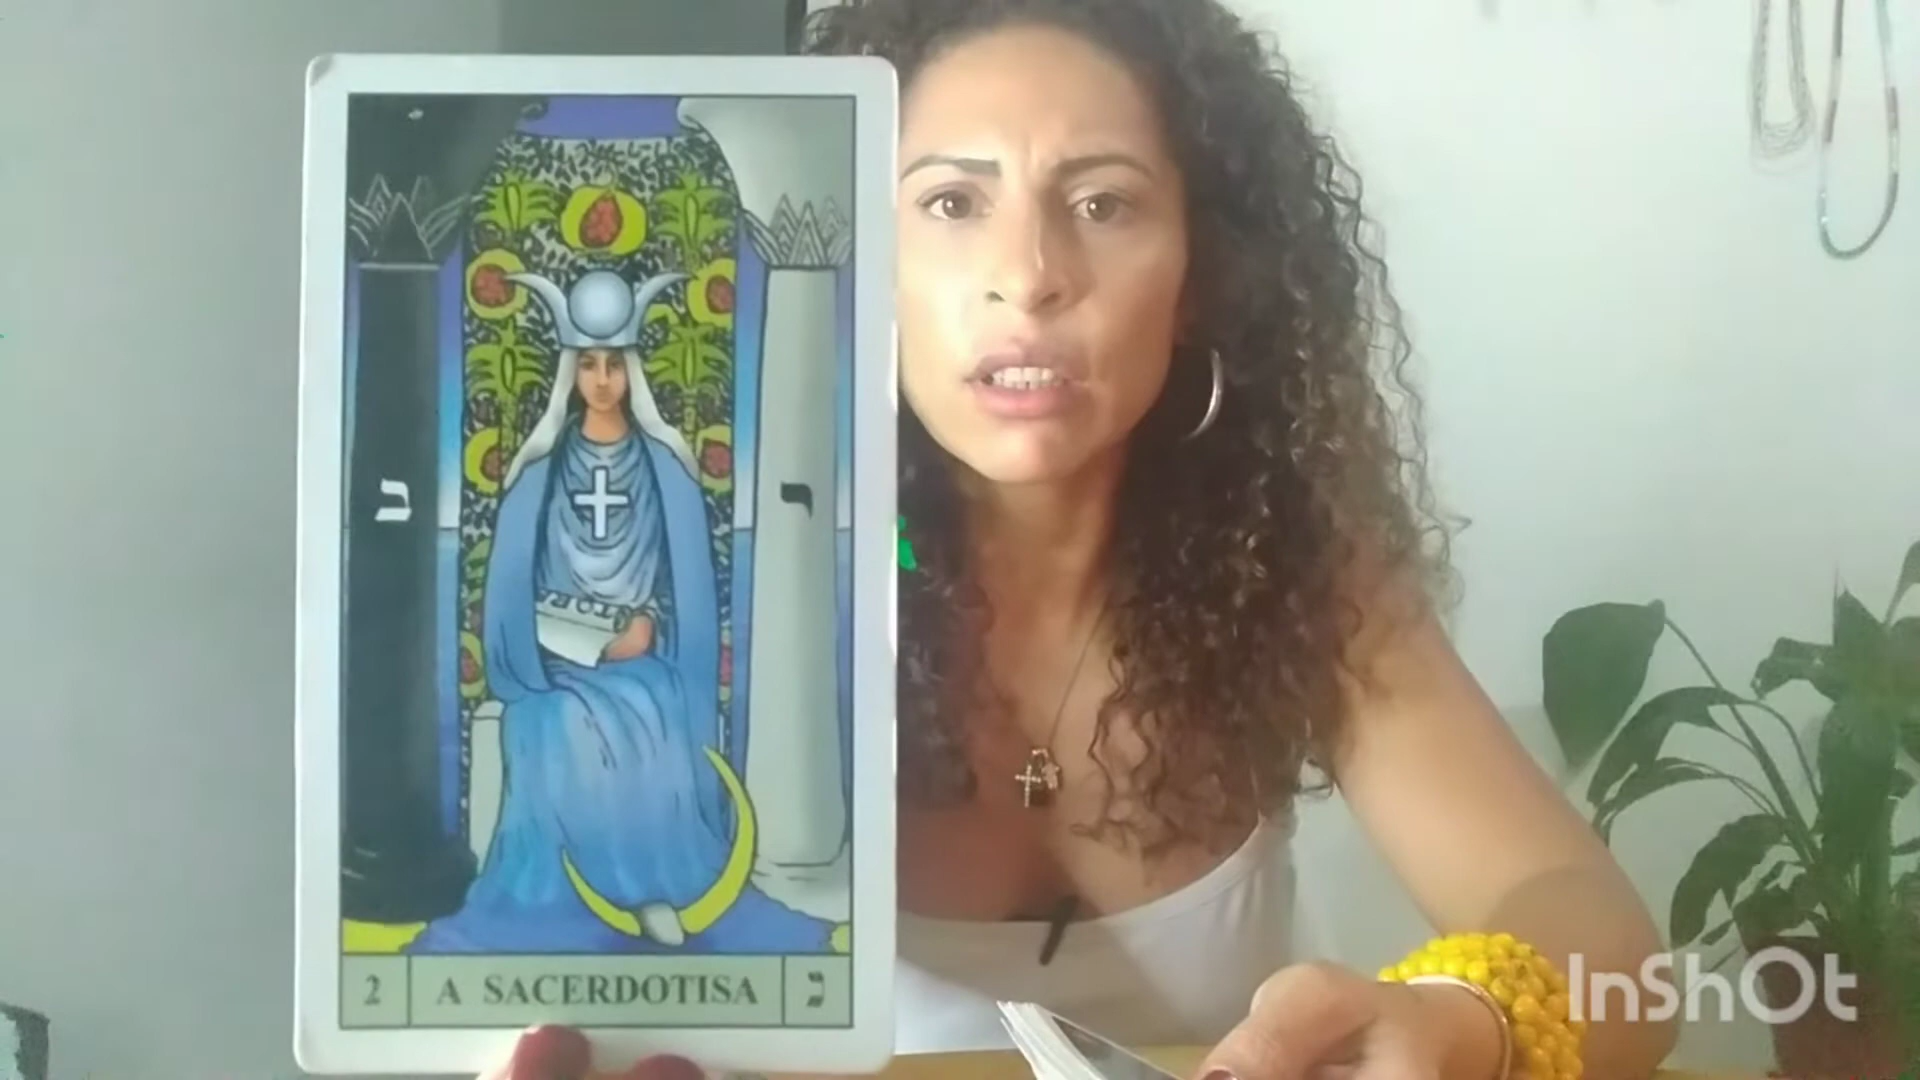 ב
י
2 A SACERDOTISA ג
InShOt